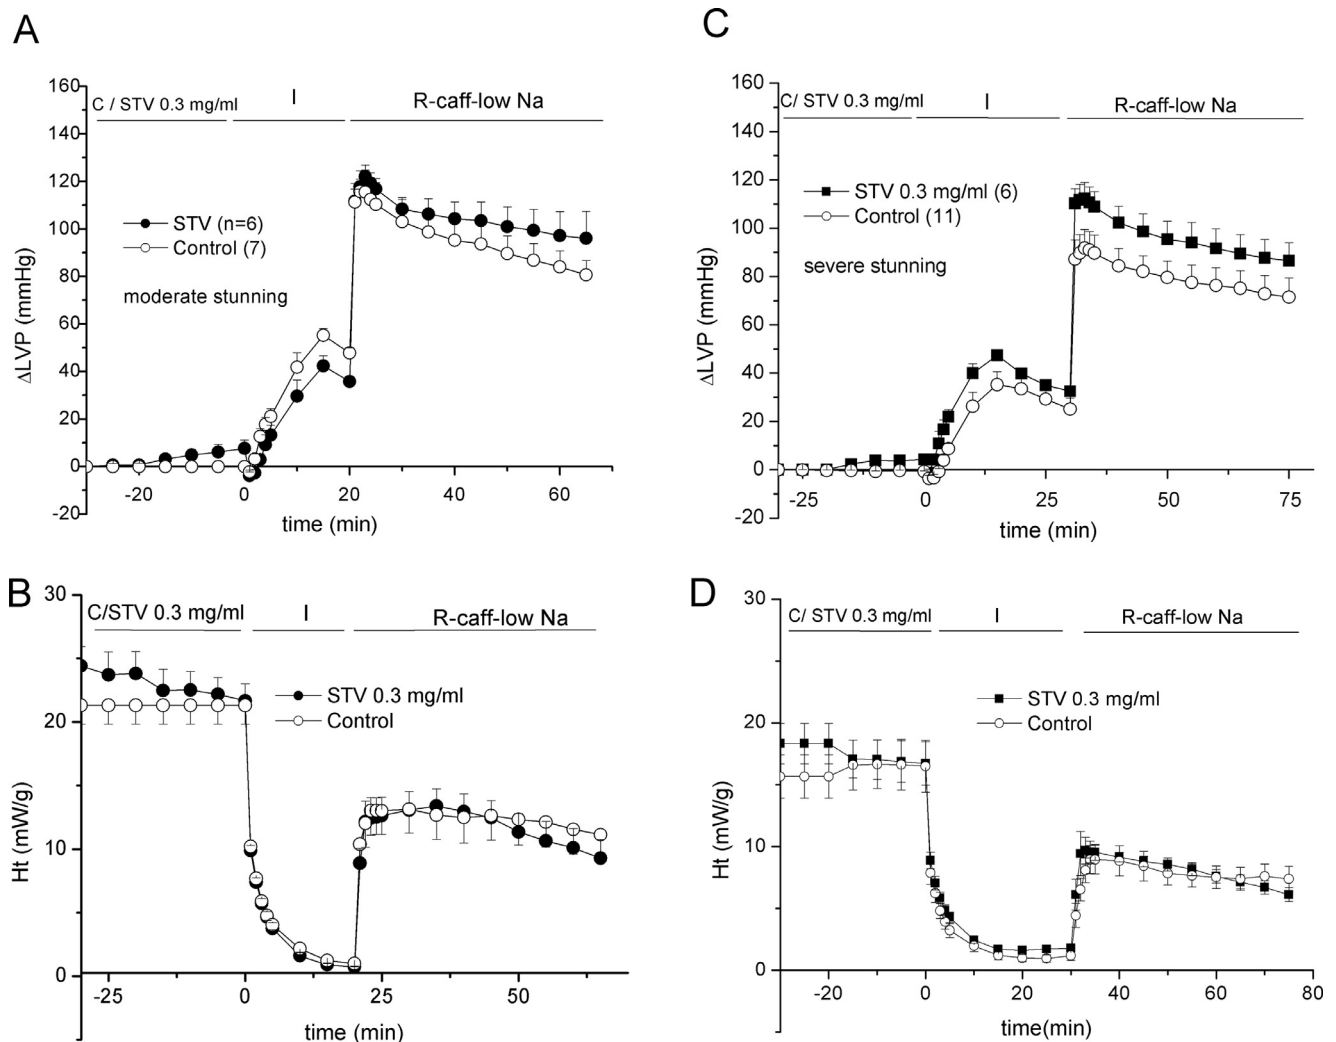 A
160
140
120
100
80
60
40
20
0
-20
C / STV 0.3 mg/ml
I
R-caff-low Na
STV (n=6)
Control (7)
moderate stunning
ΔLVP (mmHg)
-20 0 20 40 60
time (min)
C
160
140
120
100
80
60
40
20
0
-20
C/ STV 0.3 mg/ml
I
R-caff-low Na
STV 0.3 mg/ml (6)
Control (11)
severe stunning
ΔLVP (mmHg)
-25 0 25 50 75
time (min)
B
30
20
10
0
C/STV 0.3 mg/ml
I
R-caff-low Na
STV 0.3 mg/ml
Control
Ht (mW/g)
-25 0 25 50
time (min)
D
30
20
10
0
C/ STV 0.3 mg/ml
I
R-caff-low Na
STV 0.3 mg/ml
Control
Ht (mW/g)
-20 0 20 40 60 80
time(min)